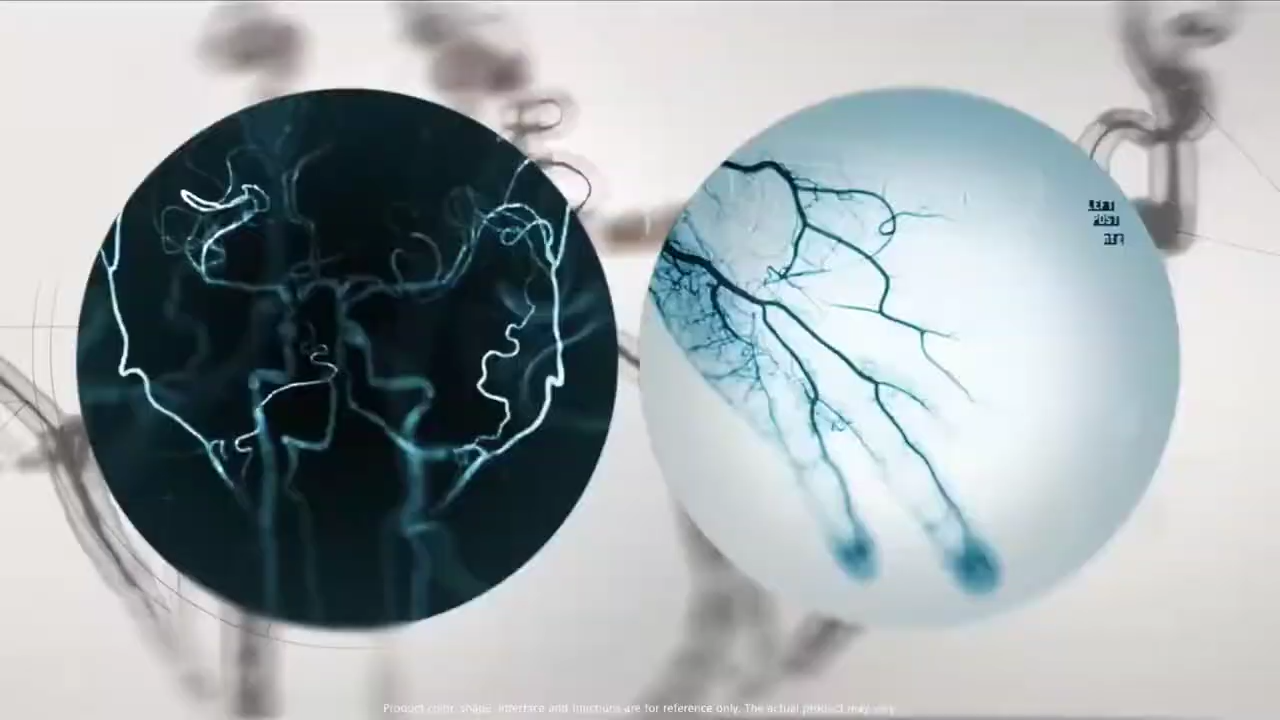 LEFT
POST
Product color, shape, interface and functions are for reference only. The actual product may vary.